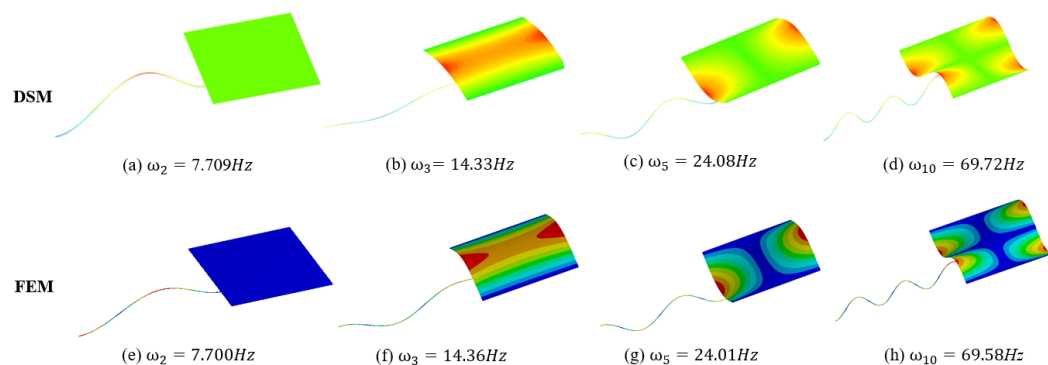 DSM
(a) ω₂ = 7.709Hz
(b) ω₃= 14.33Hz
(c) ω₅ = 24.08Hz
(d) ω₁₀ = 69.72Hz
FEM
(e) ω₂ = 7.700Hz
(f) ω₃ = 14.36Hz
(g) ω₅ = 24.01Hz
(h) ω₁₀ = 69.58Hz